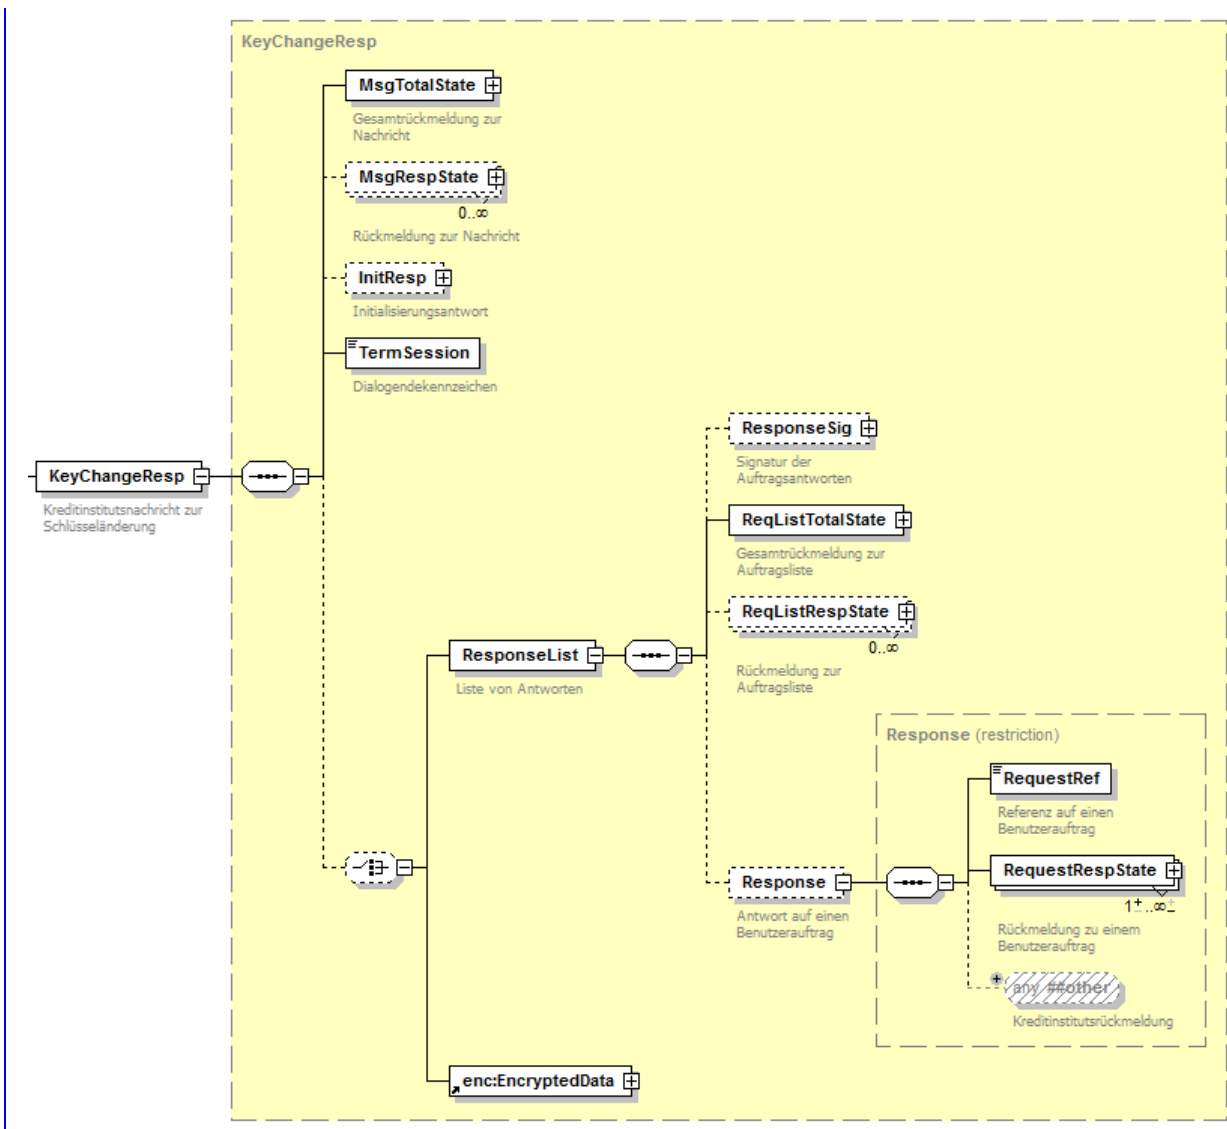 KeyChangeResp
MsgTotalState
Gesamtrückmeldung zur
Nachricht
MsgRespState
0..∞
Rückmeldung zur Nachricht
InitResp
Initialisierungsantwort
TermSession
Dialogendekennzeichen
KeyChangeResp
Kreditinstitutsnachricht zur
Schlüsseländerung
ResponseSig
Signatur der
Auftragsantworten
ReqListTotalState
Gesamtrückmeldung zur
Auftragsliste
ReqListRespState
0..∞
Rückmeldung zur
Auftragsliste
ResponseList
Liste von Antworten
Response (restriction)
RequestRef
Referenz auf einen
Benutzerauftrag
RequestRespState
1..∞
Rückmeldung zu einem
Benutzerauftrag
any ##other
Kreditinstitutsrückmeldung
Response
Antwort auf einen
Benutzerauftrag
enc:EncryptedData